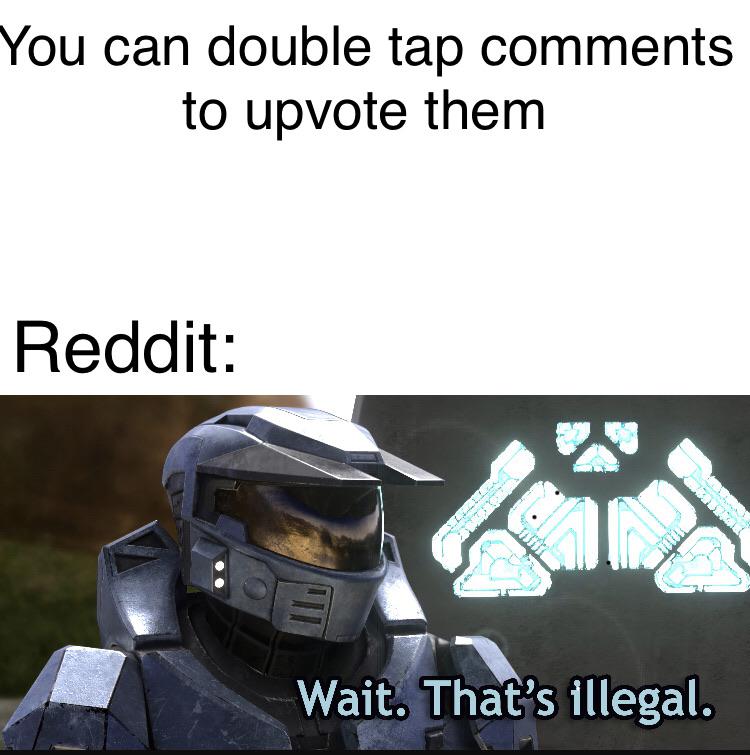 You can double tap comments
to upvote them
Reddit:
Wait. That's illegal.